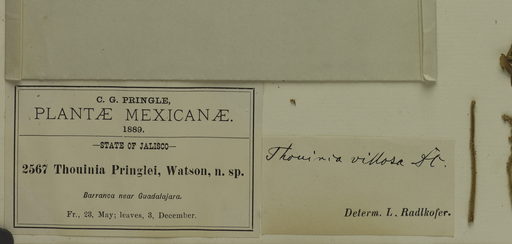 C. G. PRINGLE,
PLANTÆ MEXICANÆ.
1889.
—STATE OF JALISCO—
2567 Thouinia Pringlei, Watson, n. sp.
Barranca near Guadalajara.
Fr., 23, May; leaves, 3, December.
Thouinia villosa DC.
Determ. L. Radlkofer.